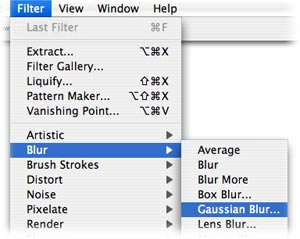 Filter View Window Help
Last Filter ⌘F
Extract... ⌥⌘X
Filter Gallery...
Liquify... ⇧⌘X
Pattern Maker... ⌥⇧⌘X
Vanishing Point... ⌥⌘V
Artistic
Blur
Brush Strokes
Distort
Noise
Pixelate
Render
Average
Blur
Blur More
Box Blur...
Gaussian Blur...
Lens Blur...